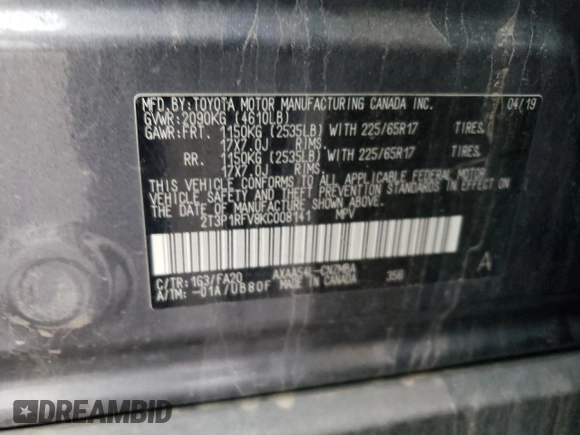 MFD.BY:TOYOTA MOTOR MANUFACTURING CANADA INC. 04/19
GVWR:2090KG (4610LB)
GAWR:FRT. 1150KG (2535LB) WITH 225/65R17 TIRES.
17X7.0J RIMS.
RR. 1150KG (2535LB) WITH 225/65R17 TIRES.
17X7.0J RIMS.
THIS VEHICLE CONFORMS TO ALL APPLICABLE FEDERAL MOTOR
VEHICLE SAFETY AND THEFT PREVENTION STANDARDS IN EFFECT ON
THE DATE OF MANUFACTURE SHOWN ABOVE.
2T3P1RFV8KC008141 MPV
C/TR:1G3/FA20 AXAA54L-CNZMBA 356
A/TM:-01A/UB80F MADE IN CANADA
A
DREAMBID